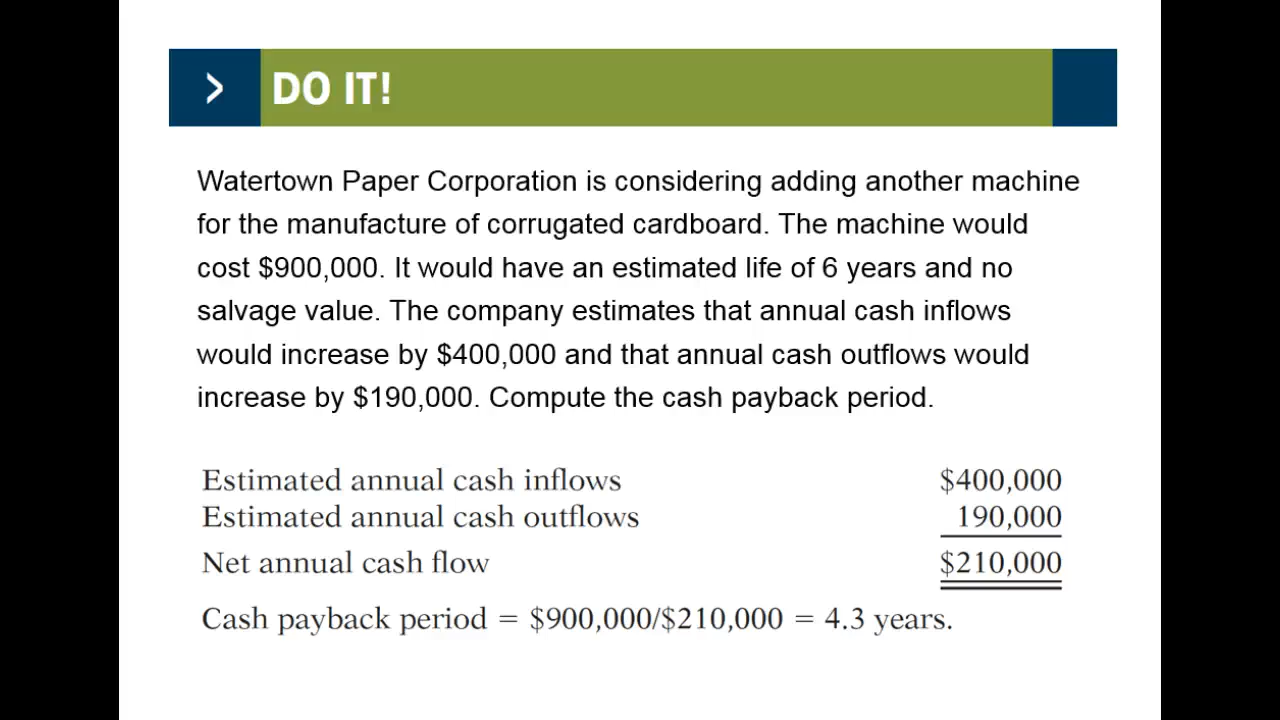 > DO IT!
Watertown Paper Corporation is considering adding another machine
for the manufacture of corrugated cardboard. The machine would
cost $900,000. It would have an estimated life of 6 years and no
salvage value. The company estimates that annual cash inflows
would increase by $400,000 and that annual cash outflows would
increase by $190,000. Compute the cash payback period.
Estimated annual cash inflows $400,000
Estimated annual cash outflows 190,000
Net annual cash flow $210,000
Cash payback period = $900,000/$210,000 = 4.3 years.